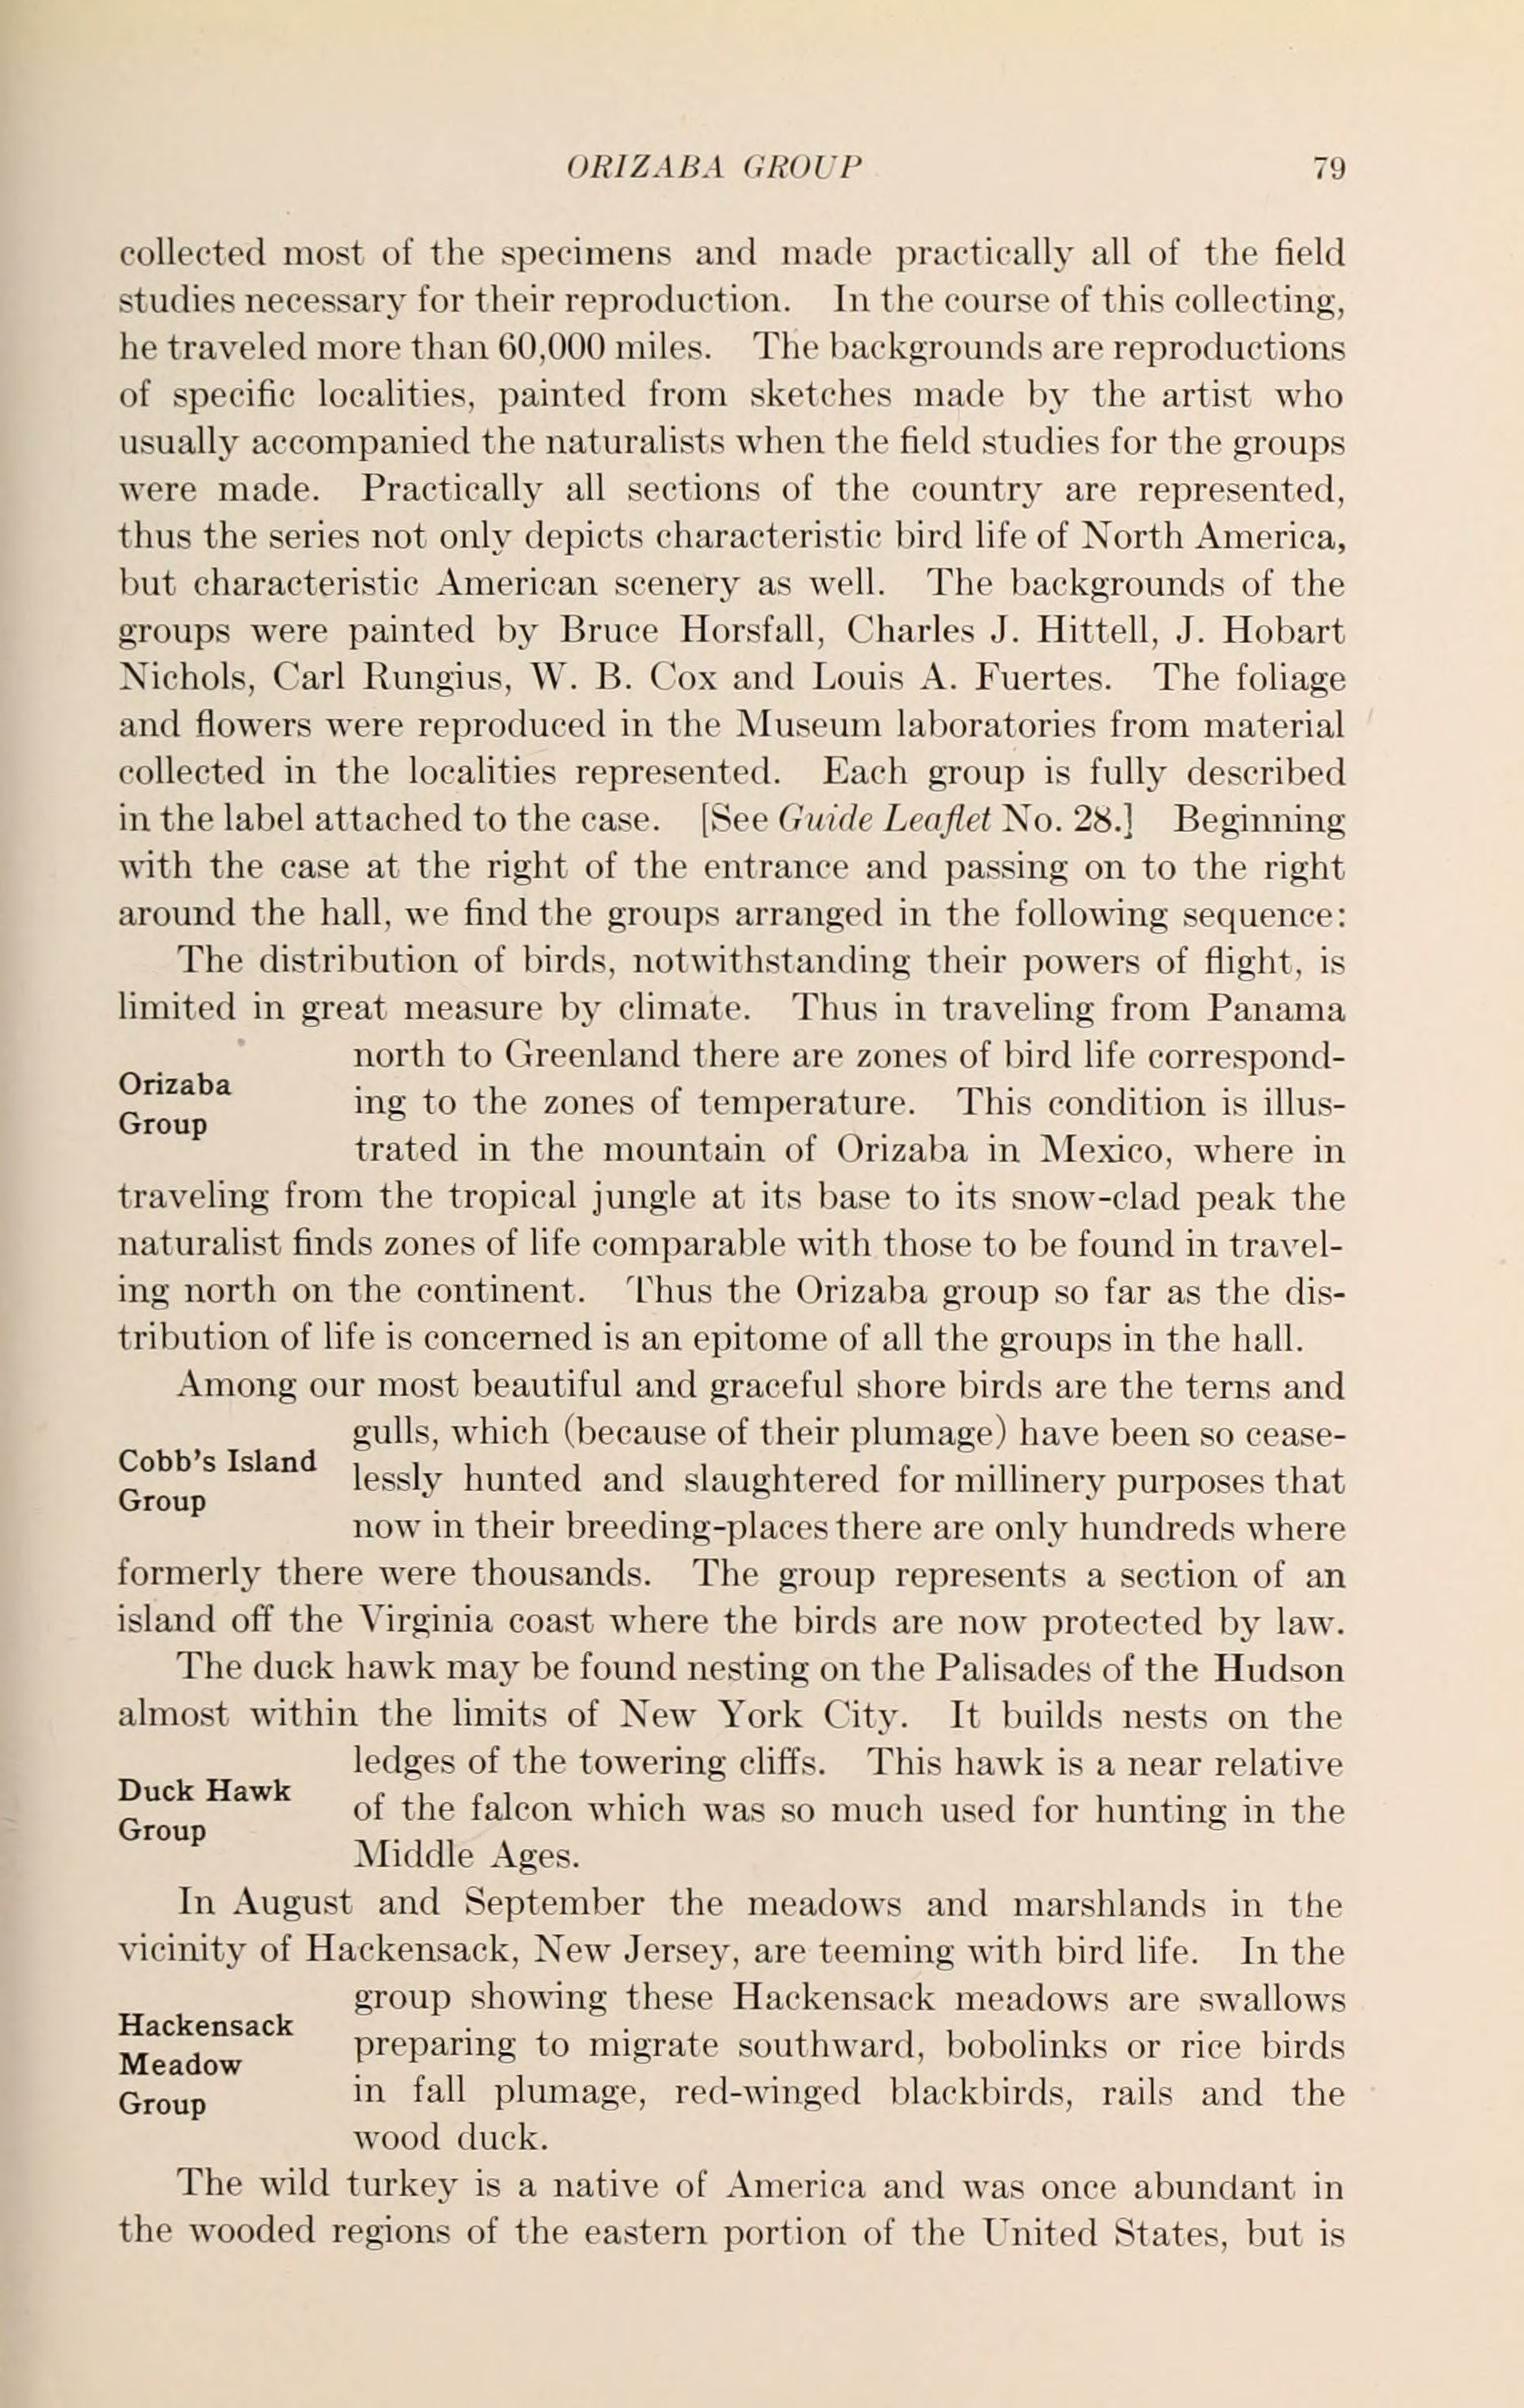 ORIZABA GROUP 79
collected most of the specimens and made practically all of the field
studies necessary for their reproduction. In the course of this collecting,
he traveled more than 60,000 miles. The backgrounds are reproductions
of specific localities, painted from sketches made by the artist who
usually accompanied the naturalists when the field studies for the groups
were made. Practically all sections of the country are represented,
thus the series not only depicts characteristic bird life of North America,
but characteristic American scenery as well. The backgrounds of the
groups were painted by Bruce Horsfall, Charles J. Hittell, J. Hobart
Nichols, Carl Rungius, W. B. Cox and Louis A. Fuertes. The foliage
and flowers were reproduced in the Museum laboratories from material
collected in the localities represented. Each group is fully described
in the label attached to the case. [See Guide Leaflet No. 28.] Beginning
with the case at the right of the entrance and passing on to the right
around the hall, we find the groups arranged in the following sequence:
The distribution of birds, notwithstanding their powers of flight, is
limited in great measure by climate. Thus in traveling from Panama
Orizaba
Group
north to Greenland there are zones of bird life correspond-
ing to the zones of temperature. This condition is illus-
trated in the mountain of Orizaba in Mexico, where in
traveling from the tropical jungle at its base to its snow-clad peak the
naturalist finds zones of life comparable with those to be found in travel-
ing north on the continent. Thus the Orizaba group so far as the dis-
tribution of life is concerned is an epitome of all the groups in the hall.
Among our most beautiful and graceful shore birds are the terns and
Cobb's Island
Group
gulls, which (because of their plumage) have been so cease-
lessly hunted and slaughtered for millinery purposes that
now in their breeding-places there are only hundreds where
formerly there were thousands. The group represents a section of an
island off the Virginia coast where the birds are now protected by law.
The duck hawk may be found nesting on the Palisades of the Hudson
almost within the limits of New York City. It builds nests on the
Duck Hawk
Group
ledges of the towering cliffs. This hawk is a near relative
of the falcon which was so much used for hunting in the
Middle Ages.
In August and September the meadows and marshlands in the
vicinity of Hackensack, New Jersey, are teeming with bird life. In the
Hackensack
Meadow
Group
group showing these Hackensack meadows are swallows
preparing to migrate southward, bobolinks or rice birds
in fall plumage, red-winged blackbirds, rails and the
wood duck.
The wild turkey is a native of America and was once abundant in
the wooded regions of the eastern portion of the United States, but is